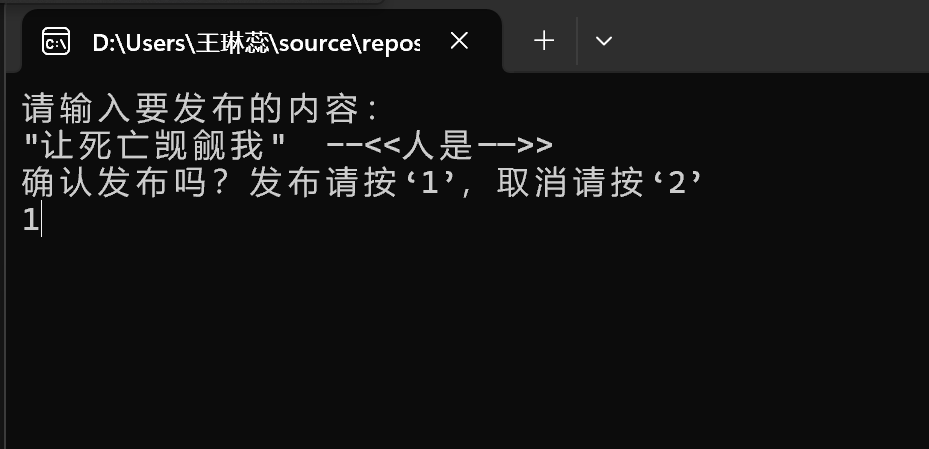 D:\Users\王琳蕊\source\repos
请输入要发布的内容：
"让死亡觊觎我"  --<<人是-->>
确认发布吗？发布请按‘1’，取消请按‘2’
1